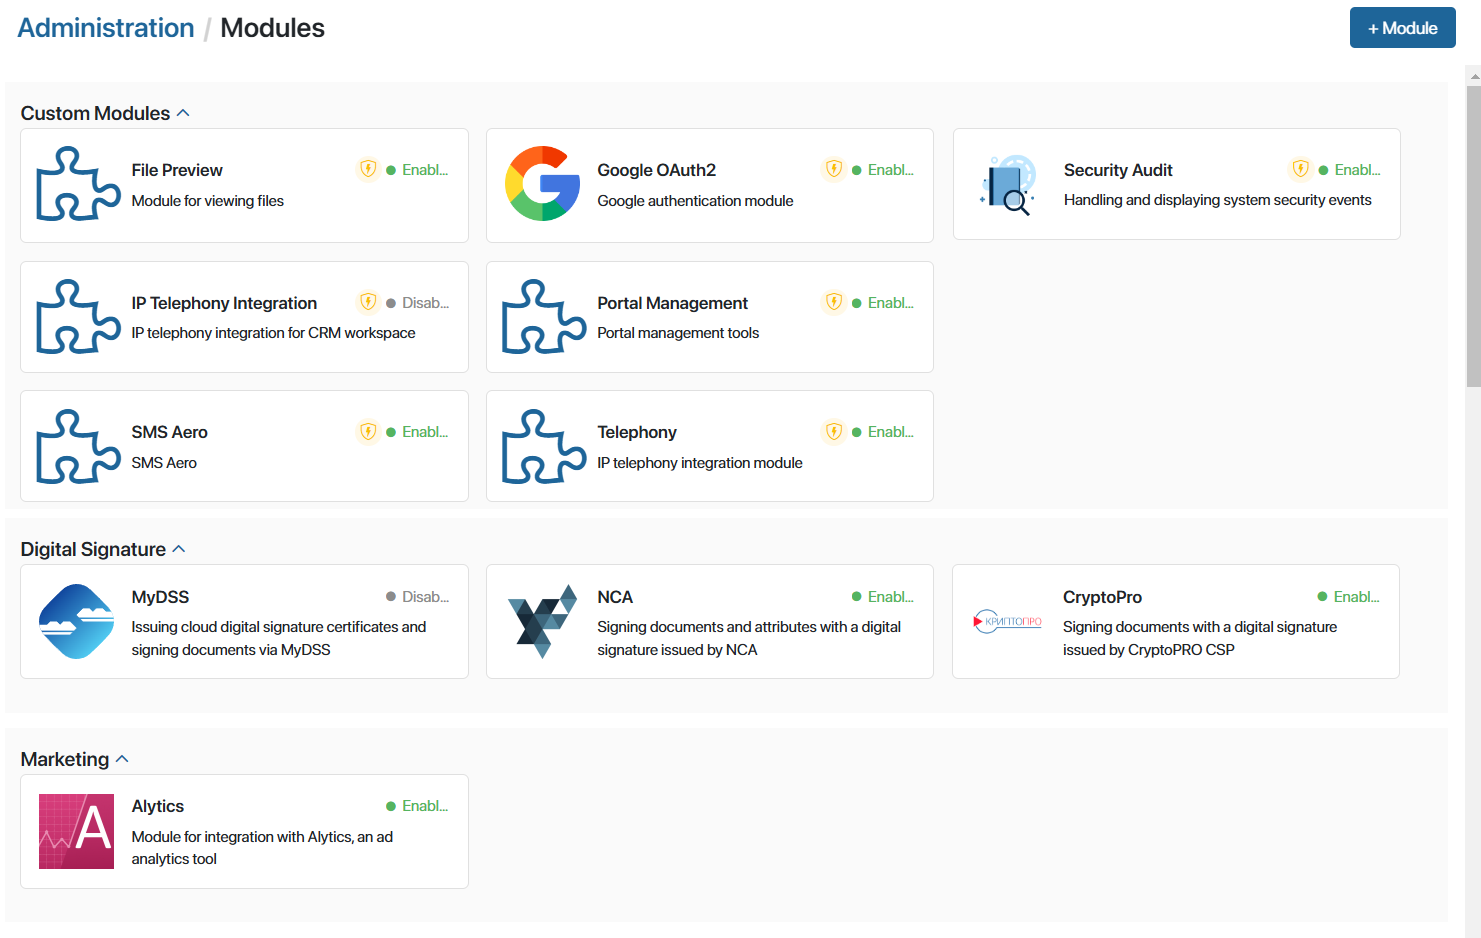 Administration / Modules
+ Module
Custom Modules
File Preview
Enabl...
Module for viewing files
Google OAuth2
Enabl...
Google authentication module
Security Audit
Enabl...
Handling and displaying system security events
IP Telephony Integration
Disab...
IP telephony integration for CRM workspace
Portal Management
Enabl...
Portal management tools
SMS Aero
Enabl...
SMS Aero
Telephony
Enabl...
IP telephony integration module
Digital Signature
MyDSS
Disab...
Issuing cloud digital signature certificates and
signing documents via MyDSS
NCA
Enabl...
Signing documents and attributes with a digital
signature issued by NCA
КРИПТОПРО
CryptoPro
Enabl...
Signing documents with a digital signature
issued by CryptoPRO CSP
Marketing
A
Alytics
Enabl...
Module for integration with Alytics, an ad
analytics tool